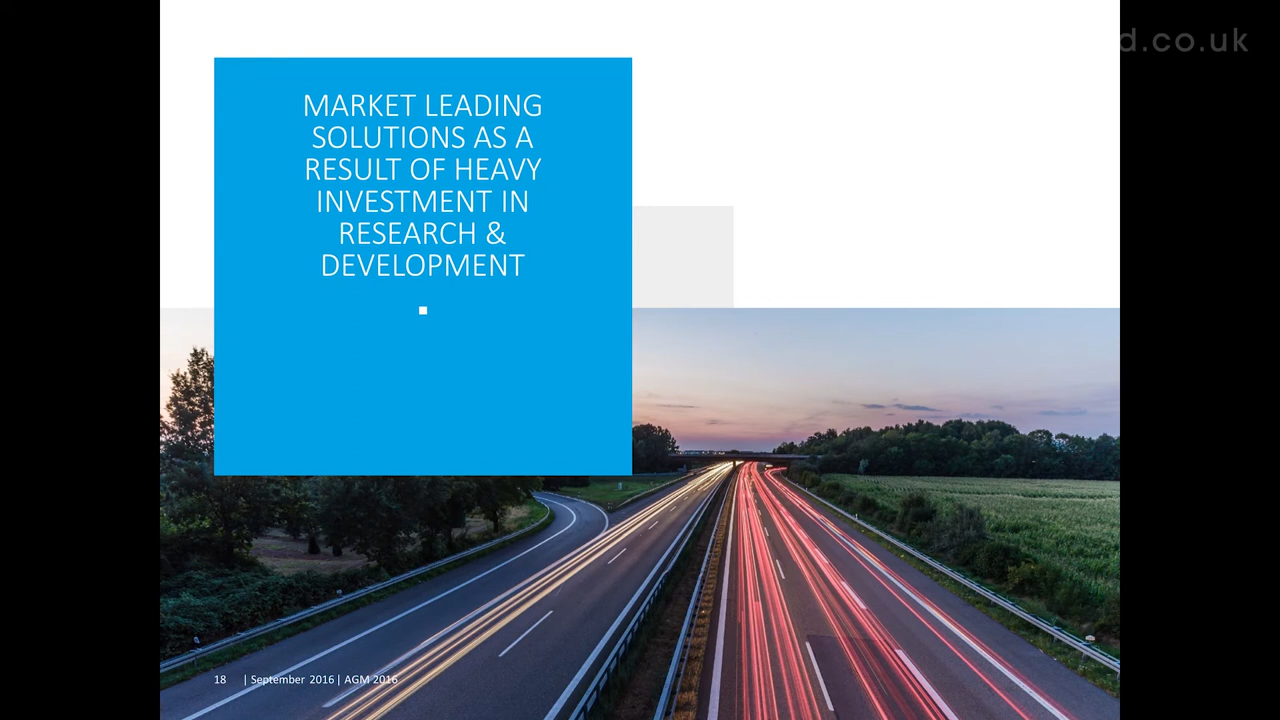 d.co.uk
MARKET LEADING
SOLUTIONS AS A
RESULT OF HEAVY
INVESTMENT IN
RESEARCH &
DEVELOPMENT
18 | September 2016 | AGM 2016